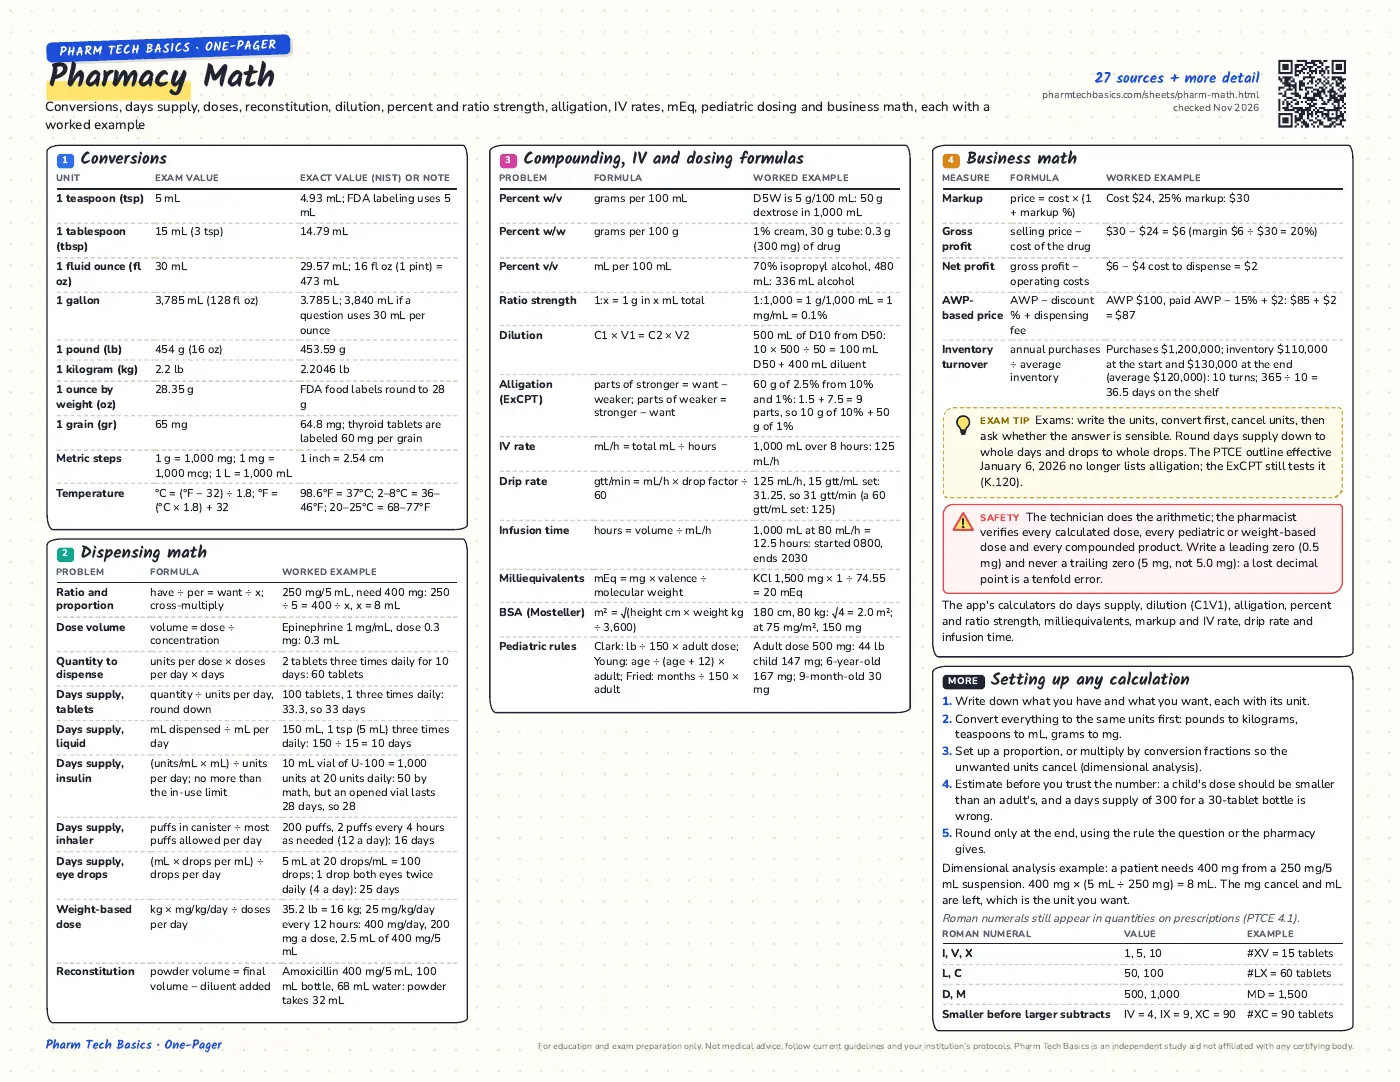 PHARM TECH BASICS · ONE-PAGER
Pharmacy Math
Conversions, days supply, doses, reconstitution, dilution, percent and ratio strength, alligation, IV rates, mEq, pediatric dosing and business math, each with a
worked example
27 sources + more detail
pharmtechbasics.com/sheets/pharm-math.html
checked Nov 2026
1 Conversions
UNIT EXAM VALUE EXACT VALUE (NIST) OR NOTE
1 teaspoon (tsp) 5 mL 4.93 mL; FDA labeling uses 5
mL
1 tablespoon 15 mL (3 tsp) 14.79 mL
(tbsp)
1 fluid ounce (fl 30 mL 29.57 mL; 16 fl oz (1 pint) =
oz) 473 mL
1 gallon 3,785 mL (128 fl oz) 3.785 L; 3,840 mL if a
question uses 30 mL per
ounce
1 pound (lb) 454 g (16 oz) 453.59 g
1 kilogram (kg) 2.2 lb 2.2046 lb
1 ounce by 28.35 g FDA food labels round to 28
weight (oz) g
1 grain (gr) 65 mg 64.8 mg; thyroid tablets are
labeled 60 mg per grain
Metric steps 1 g = 1,000 mg; 1 mg = 1 inch = 2.54 cm
1,000 mcg; 1 L = 1,000 mL
Temperature °C = (°F − 32) ÷ 1.8; °F = 98.6°F = 37°C; 2–8°C = 36–
(°C × 1.8) + 32 46°F; 20–25°C = 68–77°F
2 Dispensing math
PROBLEM FORMULA WORKED EXAMPLE
Ratio and have ÷ per = want ÷ x; 250 mg/5 mL, need 400 mg: 250
proportion cross-multiply ÷ 5 = 400 ÷ x, x = 8 mL
Dose volume volume = dose ÷ Epinephrine 1 mg/mL, dose 0.3
concentration mg: 0.3 mL
Quantity to units per dose × doses 2 tablets three times daily for 10
dispense per day × days days: 60 tablets
Days supply, quantity ÷ units per day, 100 tablets, 1 three times daily:
tablets round down 33.3, so 33 days
Days supply, mL dispensed ÷ mL per 150 mL, 1 tsp (5 mL) three times
liquid day daily: 150 ÷ 15 = 10 days
Days supply, (units/mL × mL) ÷ units 10 mL vial of U-100 = 1,000
insulin per day; no more than units at 20 units daily: 50 by
the in-use limit math, but an opened vial lasts
28 days, so 28
Days supply, puffs in canister ÷ most 200 puffs, 2 puffs every 4 hours
inhaler puffs allowed per day as needed (12 a day): 16 days
Days supply, (mL × drops per mL) ÷ 5 mL at 20 drops/mL = 100
eye drops drops per day drops; 1 drop both eyes twice
daily (4 a day): 25 days
Weight-based kg × mg/kg/day ÷ doses 35.2 lb = 16 kg; 25 mg/kg/day
dose per day every 12 hours: 400 mg/day, 200
mg a dose, 2.5 mL of 400 mg/5
mL
Reconstitution powder volume = final Amoxicillin 400 mg/5 mL, 100
volume − diluent added mL bottle, 68 mL water: powder
takes 32 mL
3 Compounding, IV and dosing formulas
PROBLEM FORMULA WORKED EXAMPLE
Percent w/v grams per 100 mL D5W is 5 g/100 mL: 50 g
dextrose in 1,000 mL
Percent w/w grams per 100 g 1% cream, 30 g tube: 0.3 g
(300 mg) of drug
Percent v/v mL per 100 mL 70% isopropyl alcohol, 480
mL: 336 mL alcohol
Ratio strength 1:x = 1 g in x mL total 1:1,000 = 1 g/1,000 mL = 1
mg/mL = 0.1%
Dilution C1 × V1 = C2 × V2 500 mL of D10 from D50:
10 × 500 ÷ 50 = 100 mL
D50 + 400 mL diluent
Alligation parts of stronger = want − 60 g of 2.5% from 10%
(ExCPT) weaker; parts of weaker = and 1%: 1.5 + 7.5 = 9
stronger − want parts, so 10 g of 10% + 50
g of 1%
IV rate mL/h = total mL ÷ hours 1,000 mL over 8 hours: 125
mL/h
Drip rate gtt/min = mL/h × drop factor ÷ 125 mL/h, 15 gtt/mL set:
60 31.25, so 31 gtt/min (a 60
gtt/mL set: 125)
Infusion time hours = volume ÷ mL/h 1,000 mL at 80 mL/h =
12.5 hours: started 0800,
ends 2030
Milliequivalents mEq = mg × valence ÷ KCl 1,500 mg × 1 ÷ 74.55
molecular weight = 20 mEq
BSA (Mosteller) m² = √(height cm × weight kg 180 cm, 80 kg: √4 = 2.0 m²;
÷ 3,600) at 75 mg/m², 150 mg
Pediatric rules Clark: lb ÷ 150 × adult dose; Adult dose 500 mg: 44 lb
Young: age ÷ (age + 12) × child 147 mg; 6-year-old
adult; Fried: months ÷ 150 × 167 mg; 9-month-old 30
adult mg
4 Business math
MEASURE FORMULA WORKED EXAMPLE
Markup price = cost × (1 Cost $24, 25% markup: $30
+ markup %)
Gross selling price − $30 − $24 = $6 (margin $6 ÷ $30 = 20%)
profit cost of the drug
Net profit gross profit − $6 − $4 cost to dispense = $2
operating costs
AWP- AWP − discount AWP $100, paid AWP − 15% + $2: $85 + $2
based price % + dispensing = $87
fee
Inventory annual purchases Purchases $1,200,000; inventory $110,000
turnover ÷ average at the start and $130,000 at the end
inventory (average $120,000): 10 turns; 365 ÷ 10 =
36.5 days on the shelf
EXAM TIP Exams: write the units, convert first, cancel units, then
ask whether the answer is sensible. Round days supply down to
whole days and drops to whole drops. The PTCE outline effective
January 6, 2026 no longer lists alligation; the ExCPT still tests it
(K.120).
SAFETY The technician does the arithmetic; the pharmacist
verifies every calculated dose, every pediatric or weight-based
dose and every compounded product. Write a leading zero (0.5
mg) and never a trailing zero (5 mg, not 5.0 mg): a lost decimal
point is a tenfold error.
The app's calculators do days supply, dilution (C1V1), alligation, percent
and ratio strength, milliequivalents, markup and IV rate, drip rate and
infusion time.
MORE Setting up any calculation
1. Write down what you have and what you want, each with its unit.
2. Convert everything to the same units first: pounds to kilograms,
teaspoons to mL, grams to mg.
3. Set up a proportion, or multiply by conversion fractions so the
unwanted units cancel (dimensional analysis).
4. Estimate before you trust the number: a child's dose should be smaller
than an adult's, and a days supply of 300 for a 30-tablet bottle is
wrong.
5. Round only at the end, using the rule the question or the pharmacy
gives.
Dimensional analysis example: a patient needs 400 mg from a 250 mg/5
mL suspension. 400 mg × (5 mL ÷ 250 mg) = 8 mL. The mg cancel and mL
are left, which is the unit you want.
Roman numerals still appear in quantities on prescriptions (PTCE 4.1).
ROMAN NUMERAL VALUE EXAMPLE
I, V, X 1, 5, 10 #XV = 15 tablets
L, C 50, 100 #LX = 60 tablets
D, M 500, 1,000 MD = 1,500
Smaller before larger subtracts IV = 4, IX = 9, XC = 90 #XC = 90 tablets
Pharm Tech Basics · One-Pager
For education and exam preparation only. Not medical advice; follow current guidelines and your institution's protocols. Pharm Tech Basics is an independent study aid not affiliated with any certifying body.